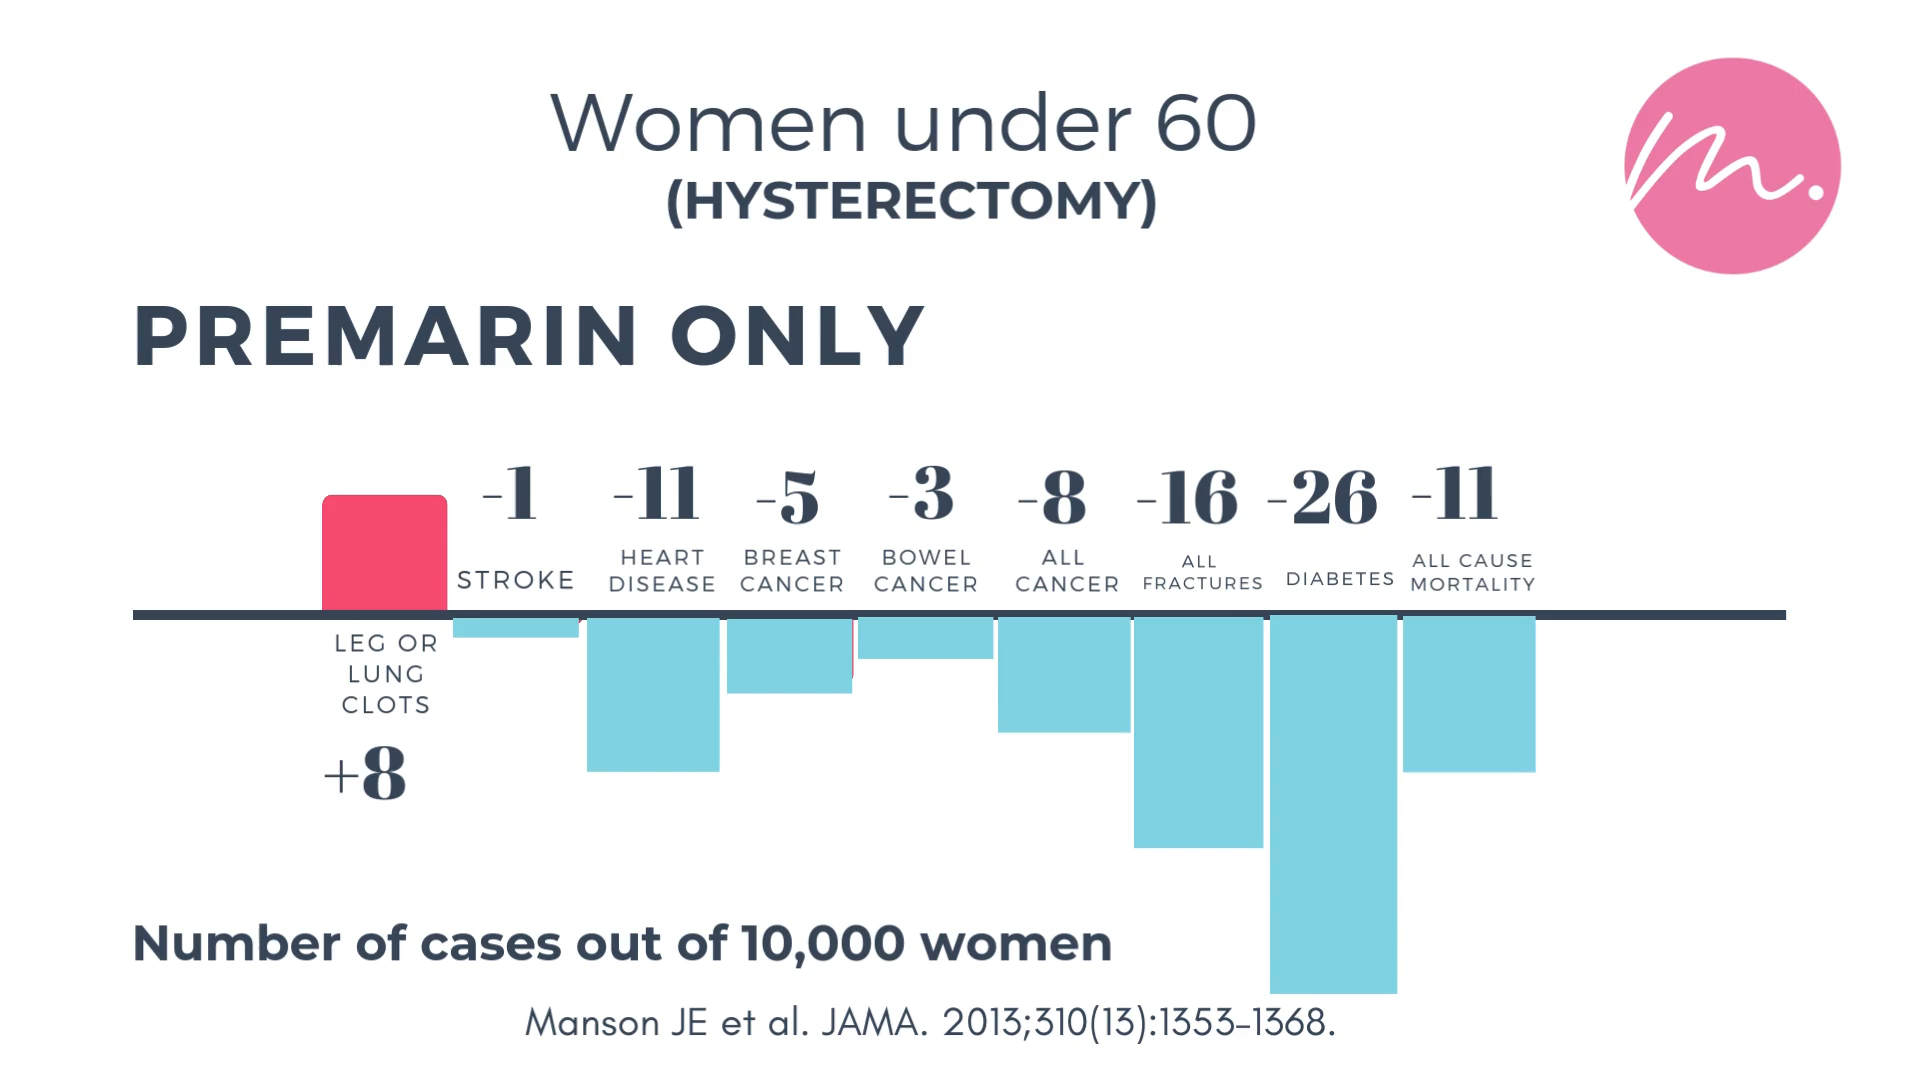 Women under 60
(HYSTERECTOMY)
m.
PREMARIN ONLY
-1
-11
-5
-3
-8
-16
-26
-11
STROKE
HEART
DISEASE
BREAST
CANCER
BOWEL
CANCER
ALL
CANCER
ALL
FRACTURES
DIABETES
ALL CAUSE
MORTALITY
LEG OR
LUNG
CLOTS
+8
Number of cases out of 10,000 women
Manson JE et al. JAMA. 2013;310(13):1353-1368.